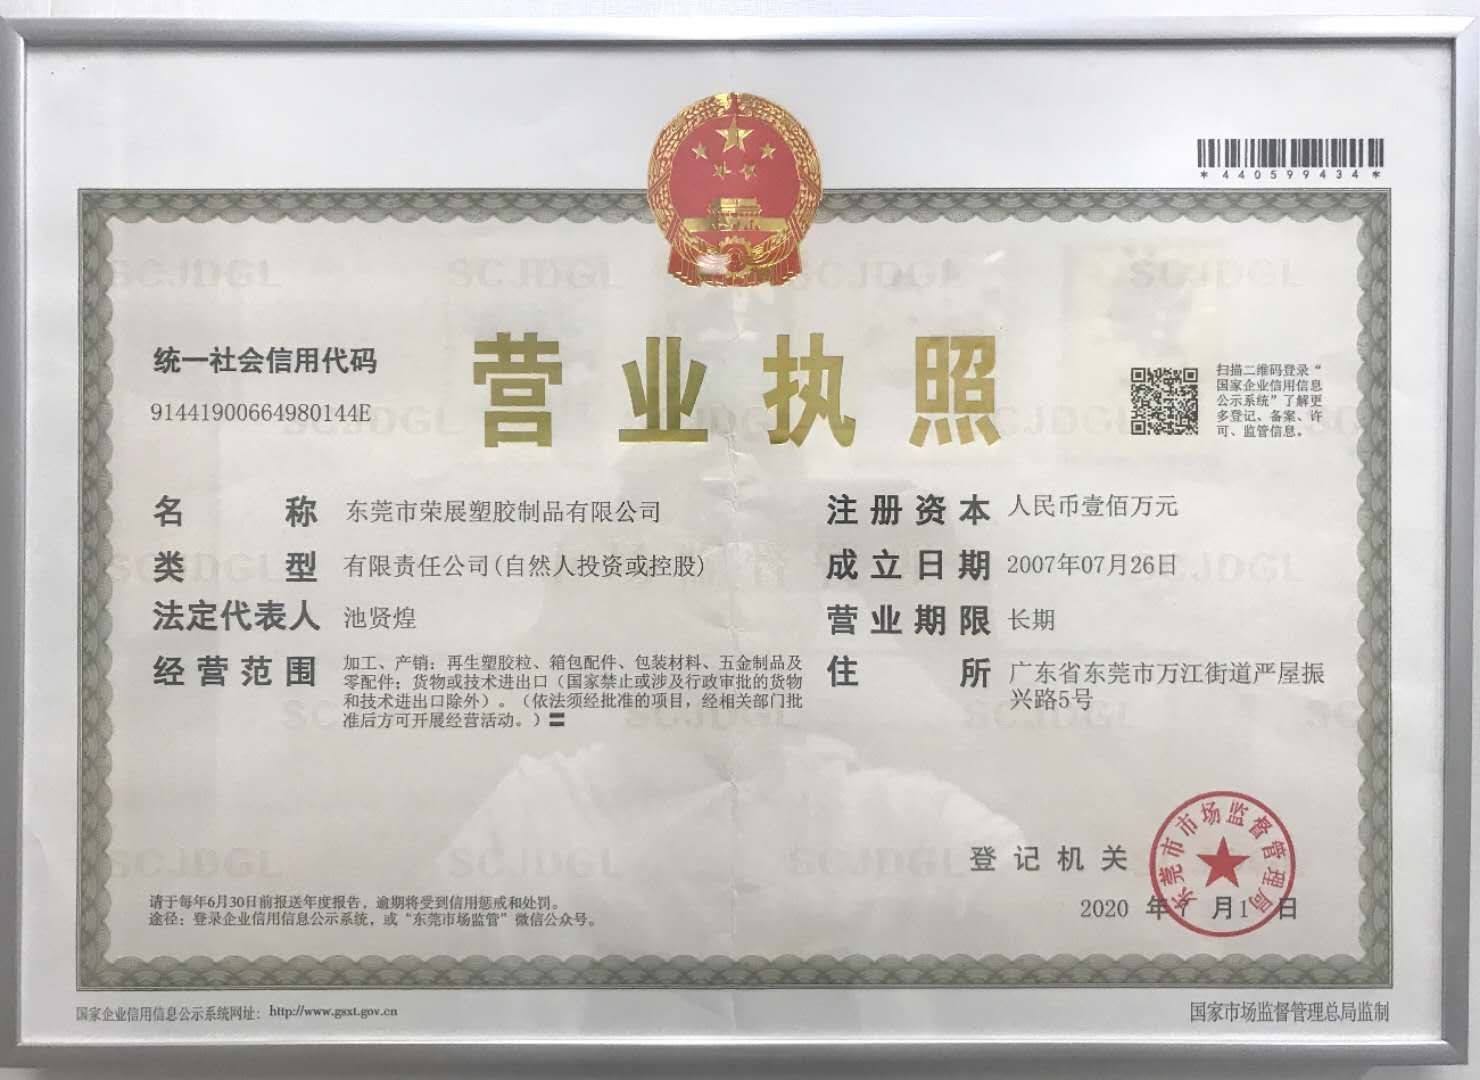 *440599434*
统一社会信用代码
91441900664980144E
营业执照
扫描二维码登录“
国家企业信用信息
公示系统”了解更
多登记、备案、许
可、监管信息。
名称 东莞市荣展塑胶制品有限公司
类型 有限责任公司(自然人投资或控股)
法定代表人 池贤煌
经营范围 加工、产销：再生塑胶粒、箱包配件、包装材料、五金制品及
零配件；货物或技术进出口（国家禁止或涉及行政审批的货物
和技术进出口除外）。（依法须经批准的项目，经相关部门批
准后方可开展经营活动。）〓
注册资本 人民币壹佰万元
成立日期 2007年07月26日
营业期限 长期
住所 广东省东莞市万江街道严屋振
兴路5号
登记机关
东莞市市场监督管理局
2020 年7 月1 日
请于每年6月30日前报送年度报告，逾期将受到信用惩戒和处罚。
途径：登录企业信用信息公示系统，或“东莞市场监管”微信公众号。
国家企业信用信息公示系统网址：http://www.gsxt.gov.cn
国家市场监督管理总局监制